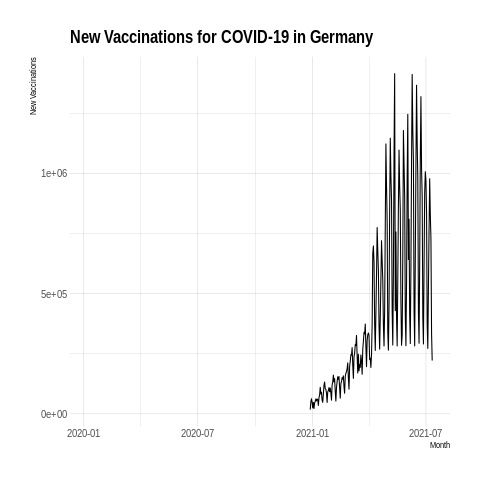 New Vaccinations for COVID-19 in Germany
New Vaccinations
1e+06
5e+05
0e+00
2020-01 2020-07 2021-01 2021-07
Month